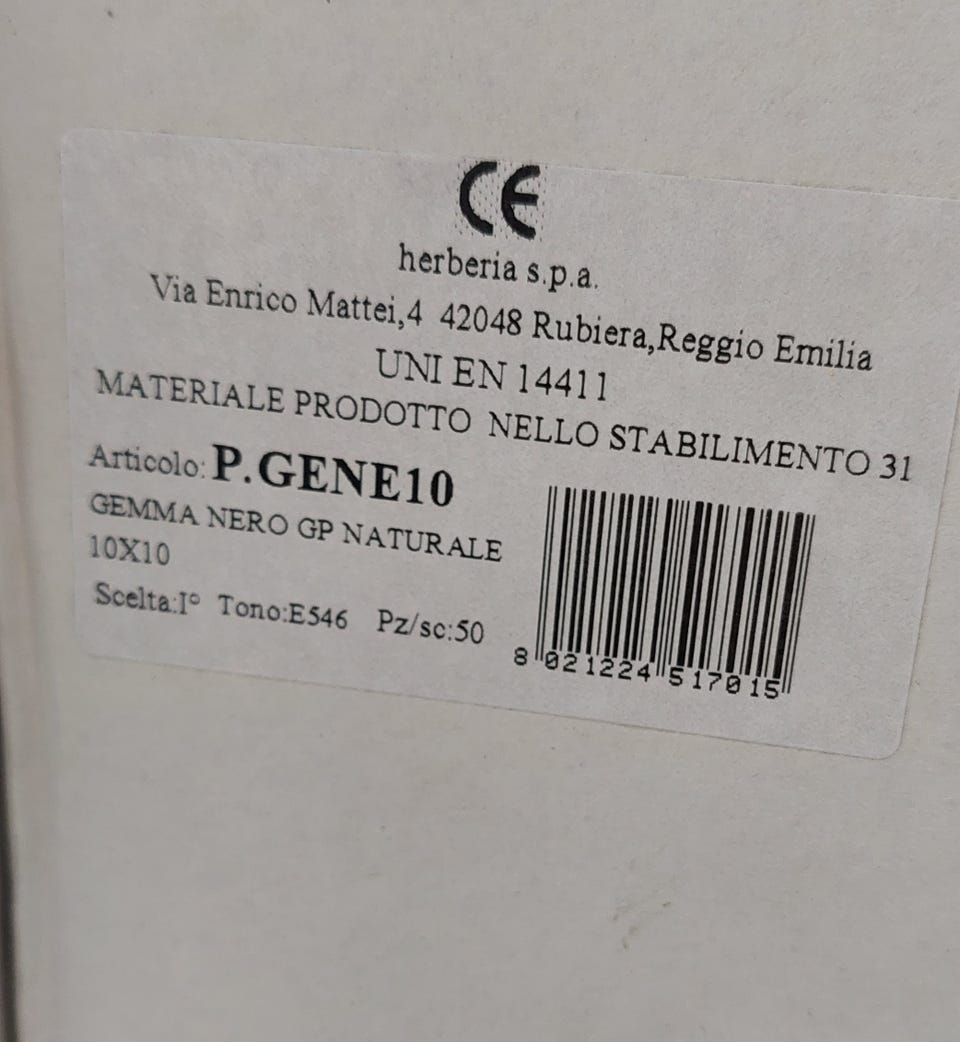 CE
herberia s.p.a.
Via Enrico Mattei,4 42048 Rubiera,Reggio Emilia
UNI EN 14411
MATERIALE PRODOTTO NELLO STABILIMENTO 31
Articolo: P.GENE10
GEMMA NERO GP NATURALE
10X10
Scelta:I° Tono:E546 Pz/sc:50
8 021224 517015